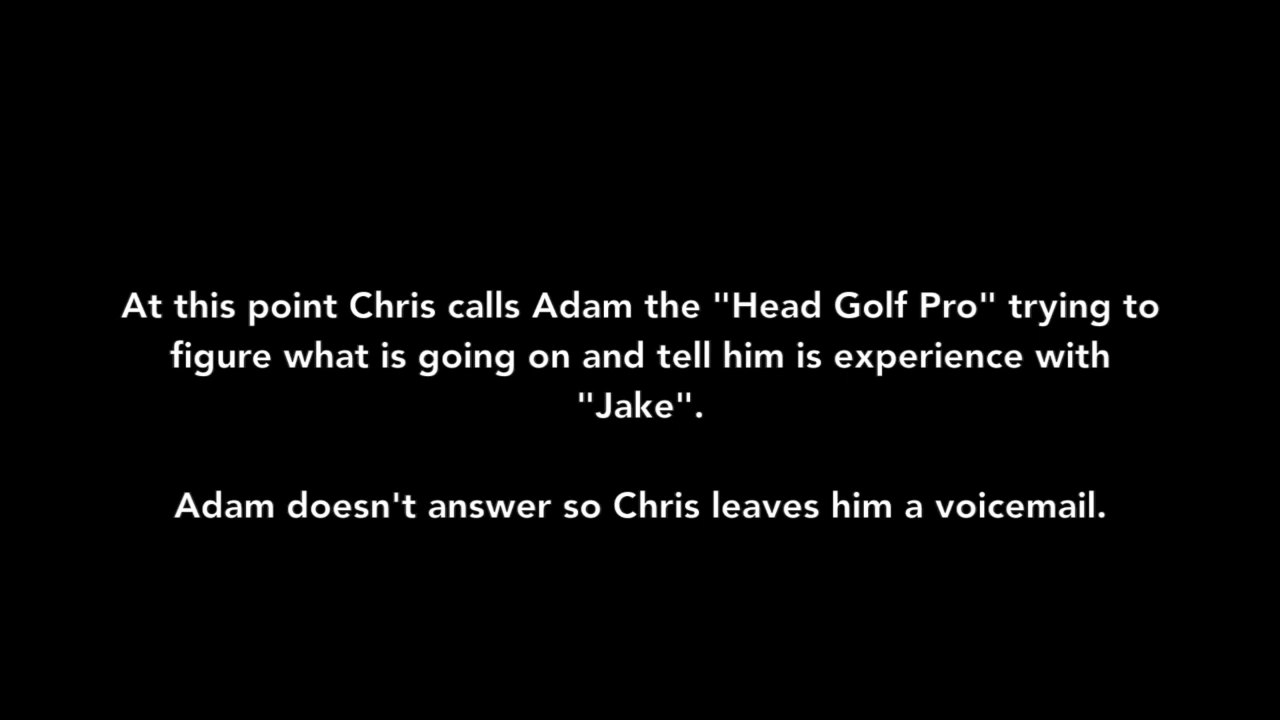 At this point Chris calls Adam the "Head Golf Pro" trying to
figure what is going on and tell him is experience with
"Jake".
Adam doesn't answer so Chris leaves him a voicemail.